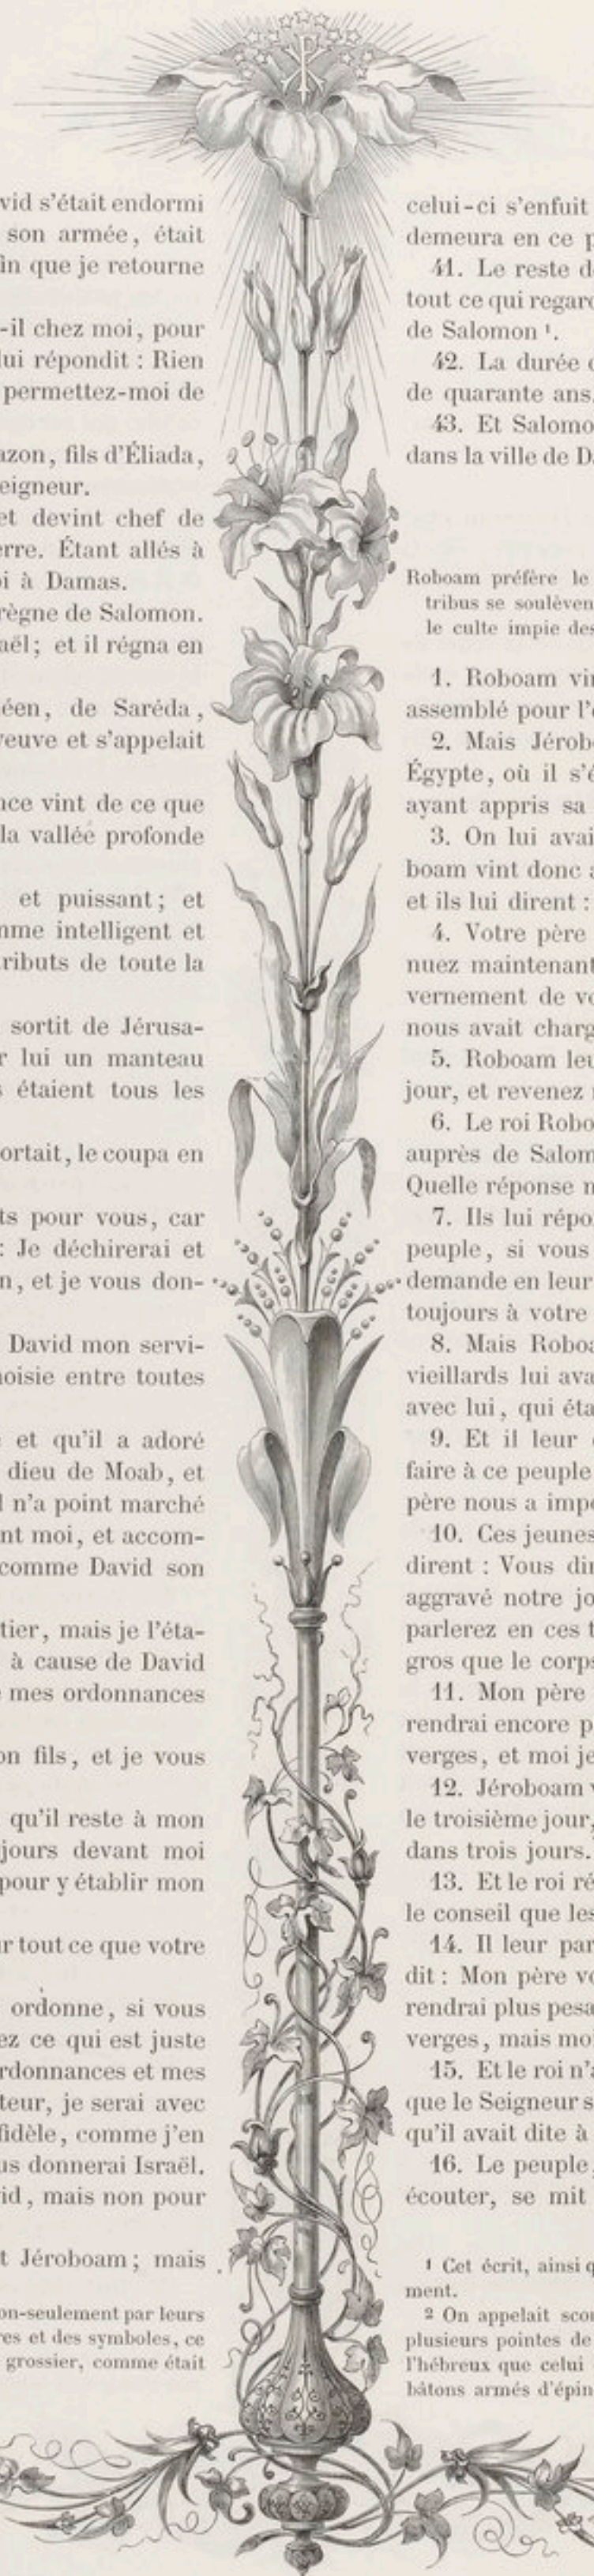 vid s'était endormi
son armée, était
in que je retourne
-il chez moi, pour
lui répondit : Rien
permettez-moi de
azon, fils d'Éliada,
eigneur.
et devint chef de
erre. Étant allés à
oi à Damas.
règne de Salomon.
aël; et il régna en
éen, de Saréda,
veuve et s'appelait
nce vint de ce que
la vallée profonde
et puissant; et
nme intelligent et
ributs de toute la
sortit de Jérusa-
r lui un manteau
s étaient tous les
ortait, le coupa en
ts pour vous, car
: Je déchirerai et
n, et je vous don-
David mon servi-
noisie entre toutes
e et qu'il a adoré
dieu de Moab, et
l n'a point marché
nt moi, et accom-
comme David son
tier, mais je l'éta-
à cause de David
e mes ordonnances
on fils, et je vous
qu'il reste à mon
jours devant moi
pour y établir mon
ur tout ce que votre
ordonne, si vous
ez ce qui est juste
rdonnances et mes
teur, je serai avec
fidèle, comme j'en
us donnerai Israël.
vid, mais non pour
t Jéroboam; mais
on-seulement par leurs
res et des symboles, ce
grossier, comme était
celui-ci s'enfuit
demeura en ce p
41. Le reste de
tout ce qui regard
de Salomon ¹.
42. La durée d
de quarante ans.
43. Et Salomo
dans la ville de D
Roboam préfère le
tribus se soulèven
le culte impie des
1. Roboam vin
assemblé pour l'é
2. Mais Jérob
Égypte, où il s'é
ayant appris sa
3. On lui avai
boam vint donc a
et ils lui dirent :
4. Votre père
nuez maintenant
vernement de vo
nous avait charg
5. Roboam leu
jour, et revenez
6. Le roi Robo
auprès de Salom
Quelle réponse m
7. Ils lui répo
peuple, si vous
demande en leur
toujours à votre
8. Mais Roboa
vieillards lui ava
avec lui, qui éta
9. Et il leur
faire à ce peuple
père nous a impo
10. Ces jeunes
dirent : Vous dir
aggravé notre jo
parlerez en ces t
gros que le corps
11. Mon père
rendrai encore p
verges, et moi je
12. Jéroboam v
le troisième jour,
dans trois jours.
13. Et le roi ré
le conseil que les
14. Il leur par
dit : Mon père vo
rendrai plus pesa
verges, mais moi
15. Et le roi n'a
que le Seigneur s
qu'il avait dite à
16. Le peuple,
écouter, se mit
1 Cet écrit, ainsi q
ment.
2 On appelait scor
plusieurs pointes de
l'hébreux que celui
bâtons armés d'épin